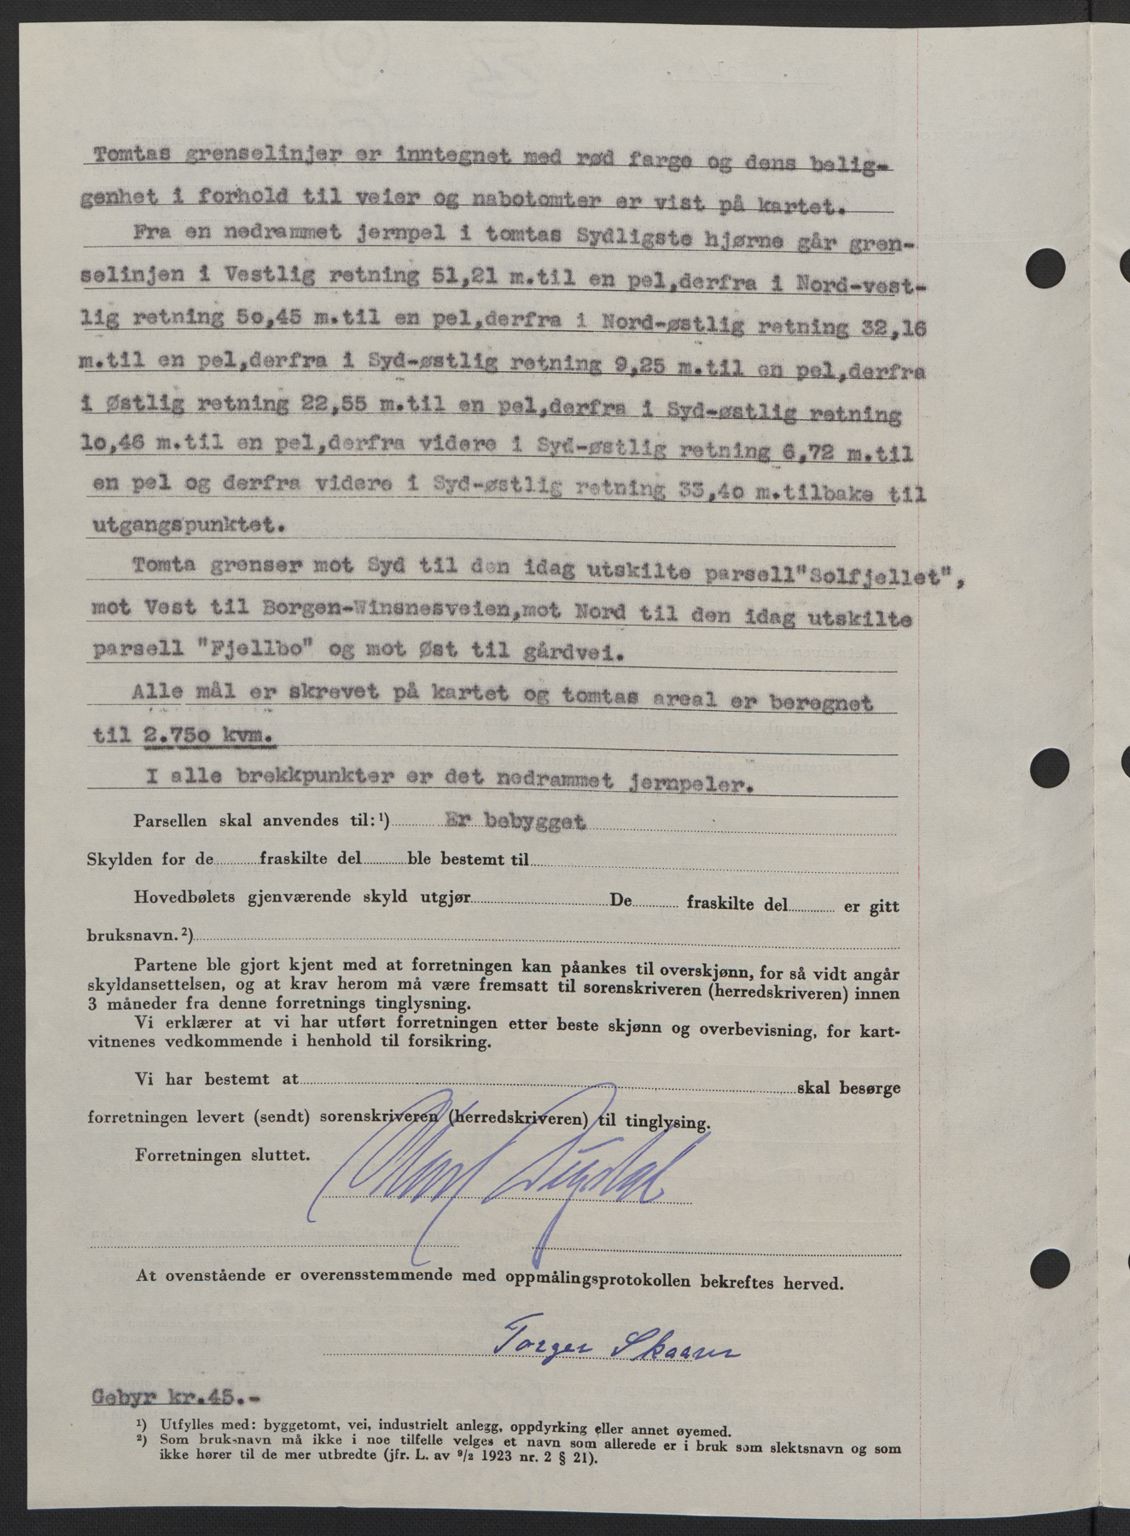 Tomtas grenselinjer er inntegnet med rød farge og dens belig-
genhet i forhold til veier og nabotomter er vist på kartet.
Fra en nedrammet jernpel i tomtas Sydligste hjørne går gren-
selinjen i Vestlig retning 51,21 m.til en pel,derfra i Nord-vest-
lig retning 5o,45 m.til en pel,derfra i Nord-østlig retning 32,16
m.til en pel,derfra i Syd-østlig retning 9,25 m.til en pel,derfra
i Østlig retning 22,55 m.til en pel,derfra i Syd-østlig retning
1o,46 m.til en pel,derfra videre i Syd-østlig retning 6,72 m.til
en pel og derfra videre i Syd-østlig retning 33,4o m.tilbake til
utgangspunktet.
Tomta grenser mot Syd til den idag utskilte parsell"Solfjellet",
mot Vest til Borgen-Winsnesveien,mot Nord til den idag utskilte
parsell "Fjellbo" og mot Øst til gårdvei.
Alle mål er skrevet på kartet og tomtas areal er beregnet
til 2.75o kvm.
I alle brekkpunkter er det nedrammet jernpeler.
Parsellen skal anvendes til: ¹) Er bebygget
Skylden for de fraskilte del ble bestemt til
Hovedbølets gjenværende skyld utgjør De fraskilte del er gitt
bruksnavn. ²)
Partene ble gjort kjent med at forretningen kan påankes til overskjønn, for så vidt angår
skyldansettelsen, og at krav herom må være fremsatt til sorenskriveren (herredskriveren) innen
3 måneder fra denne forretnings tinglysning.
Vi erklærer at vi har utført forretningen etter beste skjønn og overbevisning, for kart-
vitnenes vedkommende i henhold til forsikring.
Vi har bestemt at skal besørge
forretningen levert (sendt) sorenskriveren (herredskriveren) til tinglysing.
Forretningen sluttet.
At ovenstående er overensstemmende med oppmålingsprotokollen bekreftes herved.
Torger Skaarer
Gebyr kr.45.-
¹) Utfylles med: byggetomt, vei, industrielt anlegg, oppdyrking eller annet øyemed.
²) Som bruksnavn må ikke i noe tilfelle velges et navn som allerede er i bruk som slektsnavn og som
ikke hører til de mer utbredte (jfr. L. av ⁹/₂ 1923 nr. 2 § 21).